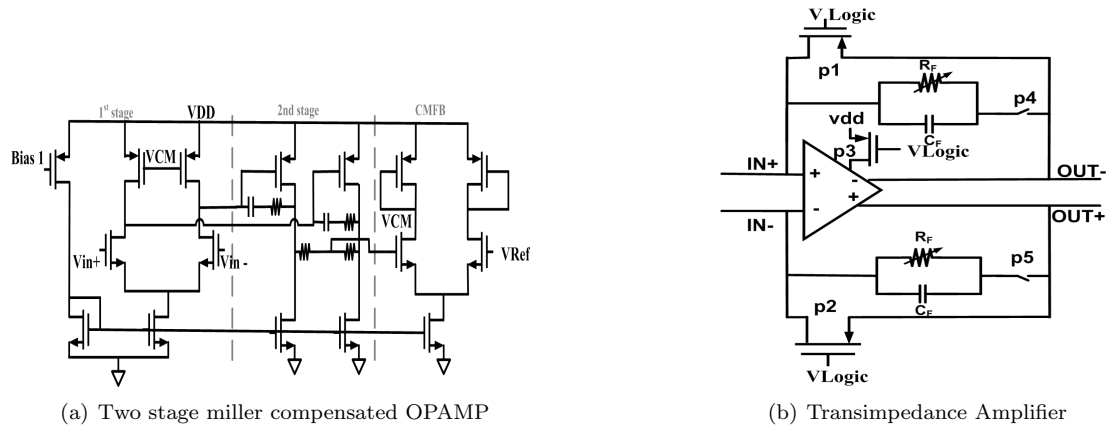 1st stage
VDD
2nd stage
CMFB
Bias 1
VCM
VCM
Vin+
Vin -
VRef
(a) Two stage miller compensated OPAMP
V Logic
p1
RF
CF
p4
vdd
p3
VLogic
IN+
+
-
OUT-
IN-
-
+
OUT+
RF
CF
p5
p2
VLogic
(b) Transimpedance Amplifier